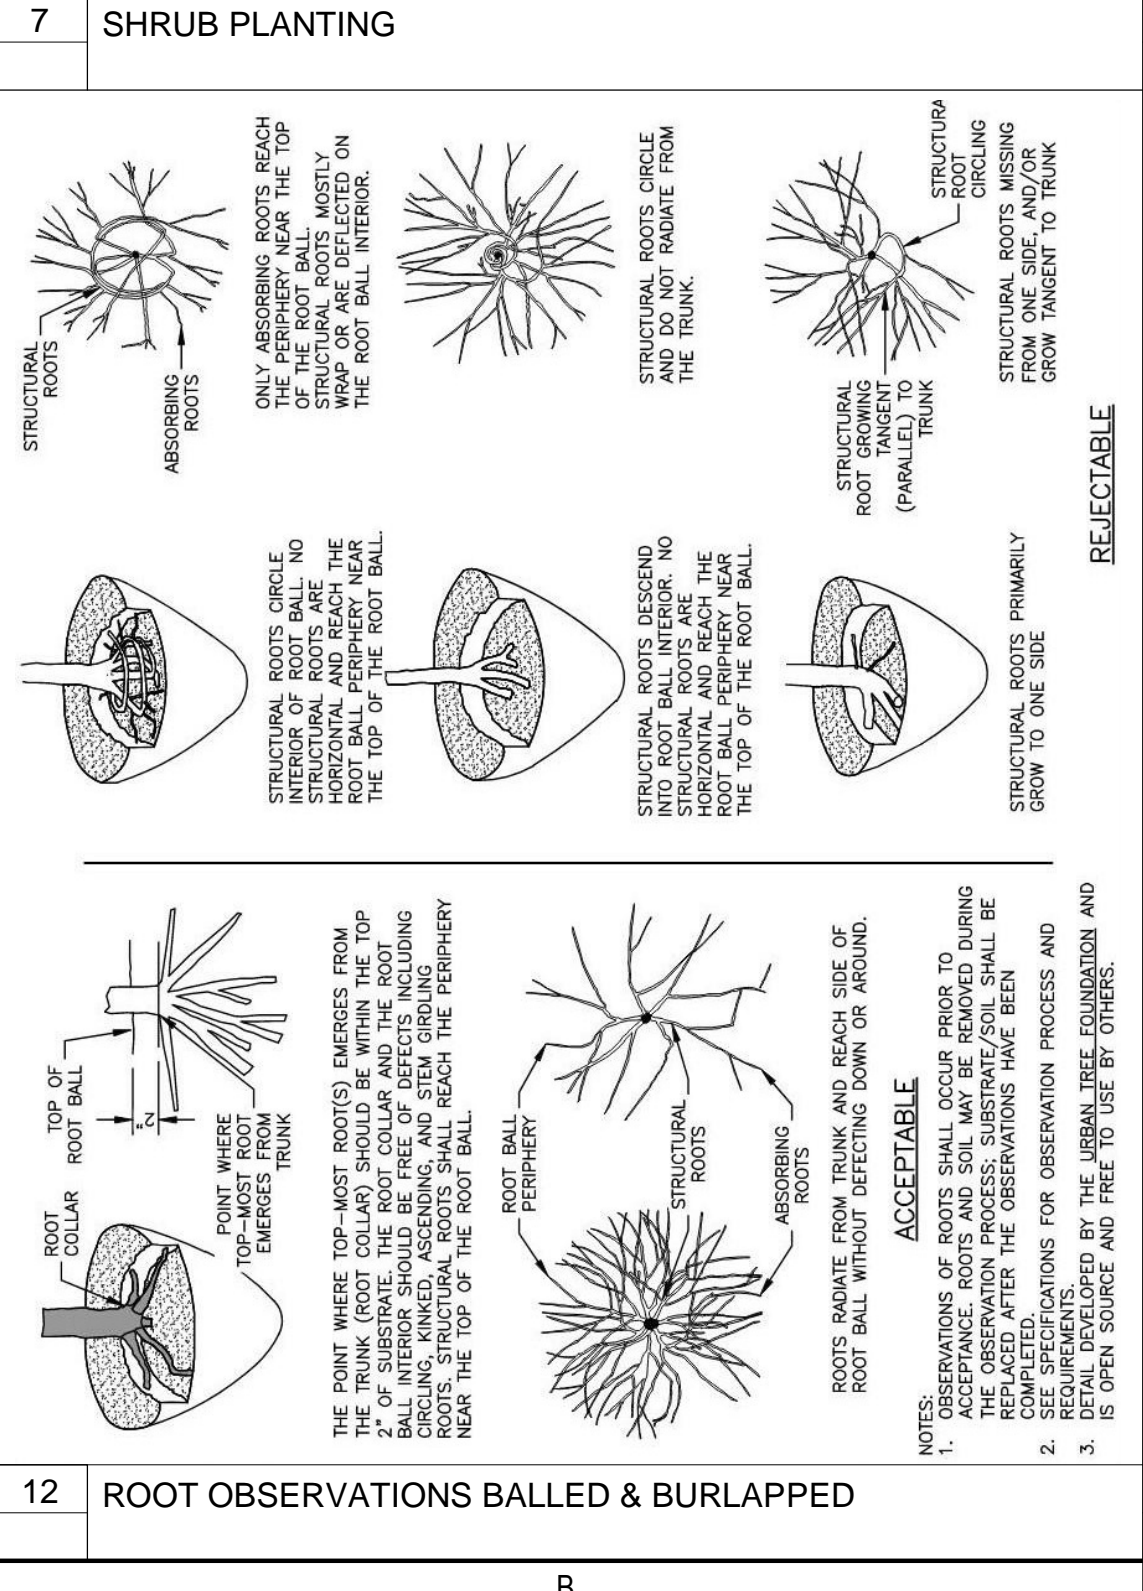 7
SHRUB PLANTING
ROOT
COLLAR
TOP OF
ROOT BALL
2"
POINT WHERE
TOP-MOST ROOT
EMERGES FROM
TRUNK
THE POINT WHERE TOP-MOST ROOT(S) EMERGES FROM
THE TRUNK (ROOT COLLAR) SHOULD BE WITHIN THE TOP
2" OF SUBSTRATE. THE ROOT COLLAR AND THE ROOT
BALL INTERIOR SHOULD BE FREE OF DEFECTS INCLUDING
CIRCLING, KINKED, ASCENDING, AND STEM GIRDLING
ROOTS. STRUCTURAL ROOTS SHALL REACH THE PERIPHERY
NEAR THE TOP OF THE ROOT BALL.
ROOT BALL
PERIPHERY
STRUCTURAL
ROOTS
ABSORBING
ROOTS
ROOTS RADIATE FROM TRUNK AND REACH SIDE OF
ROOT BALL WITHOUT DEFECTING DOWN OR AROUND.
ACCEPTABLE
STRUCTURAL
ROOTS
ABSORBING
ROOTS
STRUCTURAL ROOTS CIRCLE
INTERIOR OF ROOT BALL. NO
STRUCTURAL ROOTS ARE
HORIZONTAL AND REACH THE
ROOT BALL PERIPHERY NEAR
THE TOP OF THE ROOT BALL.
ONLY ABSORBING ROOTS REACH
THE PERIPHERY NEAR THE TOP
OF THE ROOT BALL.
STRUCTURAL ROOTS MOSTLY
WRAP OR ARE DEFLECTED ON
THE ROOT BALL INTERIOR.
STRUCTURAL ROOTS DESCEND
INTO ROOT BALL INTERIOR. NO
STRUCTURAL ROOTS ARE
HORIZONTAL AND REACH THE
ROOT BALL PERIPHERY NEAR
THE TOP OF THE ROOT BALL.
STRUCTURAL ROOTS CIRCLE
AND DO NOT RADIATE FROM
THE TRUNK.
STRUCTURAL
ROOT GROWING
TANGENT
(PARALLEL) TO
TRUNK
STRUCTURA
ROOT
CIRCLING
STRUCTURAL ROOTS PRIMARILY
GROW TO ONE SIDE
STRUCTURAL ROOTS MISSING
FROM ONE SIDE, AND/OR
GROW TANGENT TO TRUNK
REJECTABLE
NOTES:
1. OBSERVATIONS OF ROOTS SHALL OCCUR PRIOR TO
ACCEPTANCE. ROOTS AND SOIL MAY BE REMOVED DURING
THE OBSERVATION PROCESS; SUBSTRATE/SOIL SHALL BE
REPLACED AFTER THE OBSERVATIONS HAVE BEEN
COMPLETED.
2. SEE SPECIFICATIONS FOR OBSERVATION PROCESS AND
REQUIREMENTS.
3. DETAIL DEVELOPED BY THE URBAN TREE FOUNDATION AND
IS OPEN SOURCE AND FREE TO USE BY OTHERS.
12
ROOT OBSERVATIONS BALLED & BURLAPPED